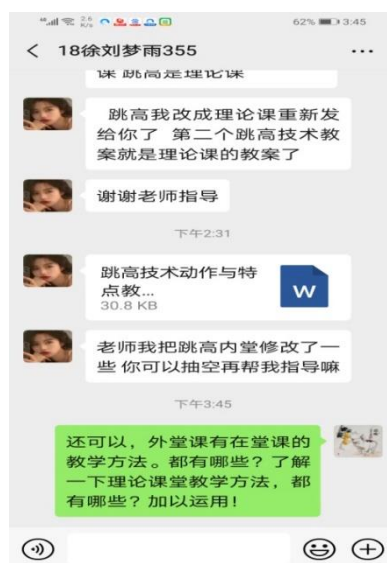 2.6
K/s
62%
3:45
18徐刘梦雨355
课 跳高是理论课
跳高我改成理论课重新发
给你了 第二个跳高技术教
案就是理论课的教案了
谢谢老师指导
下午2:31
跳高技术动作与特
点教...
30.8 KB
W
老师我把跳高内堂修改了一
些 你可以抽空再帮我指导嘛
下午3:45
还可以，外堂课有在堂课的
教学方法。都有哪些？了解
一下理论课堂教学方法，都
有哪些？加以运用！